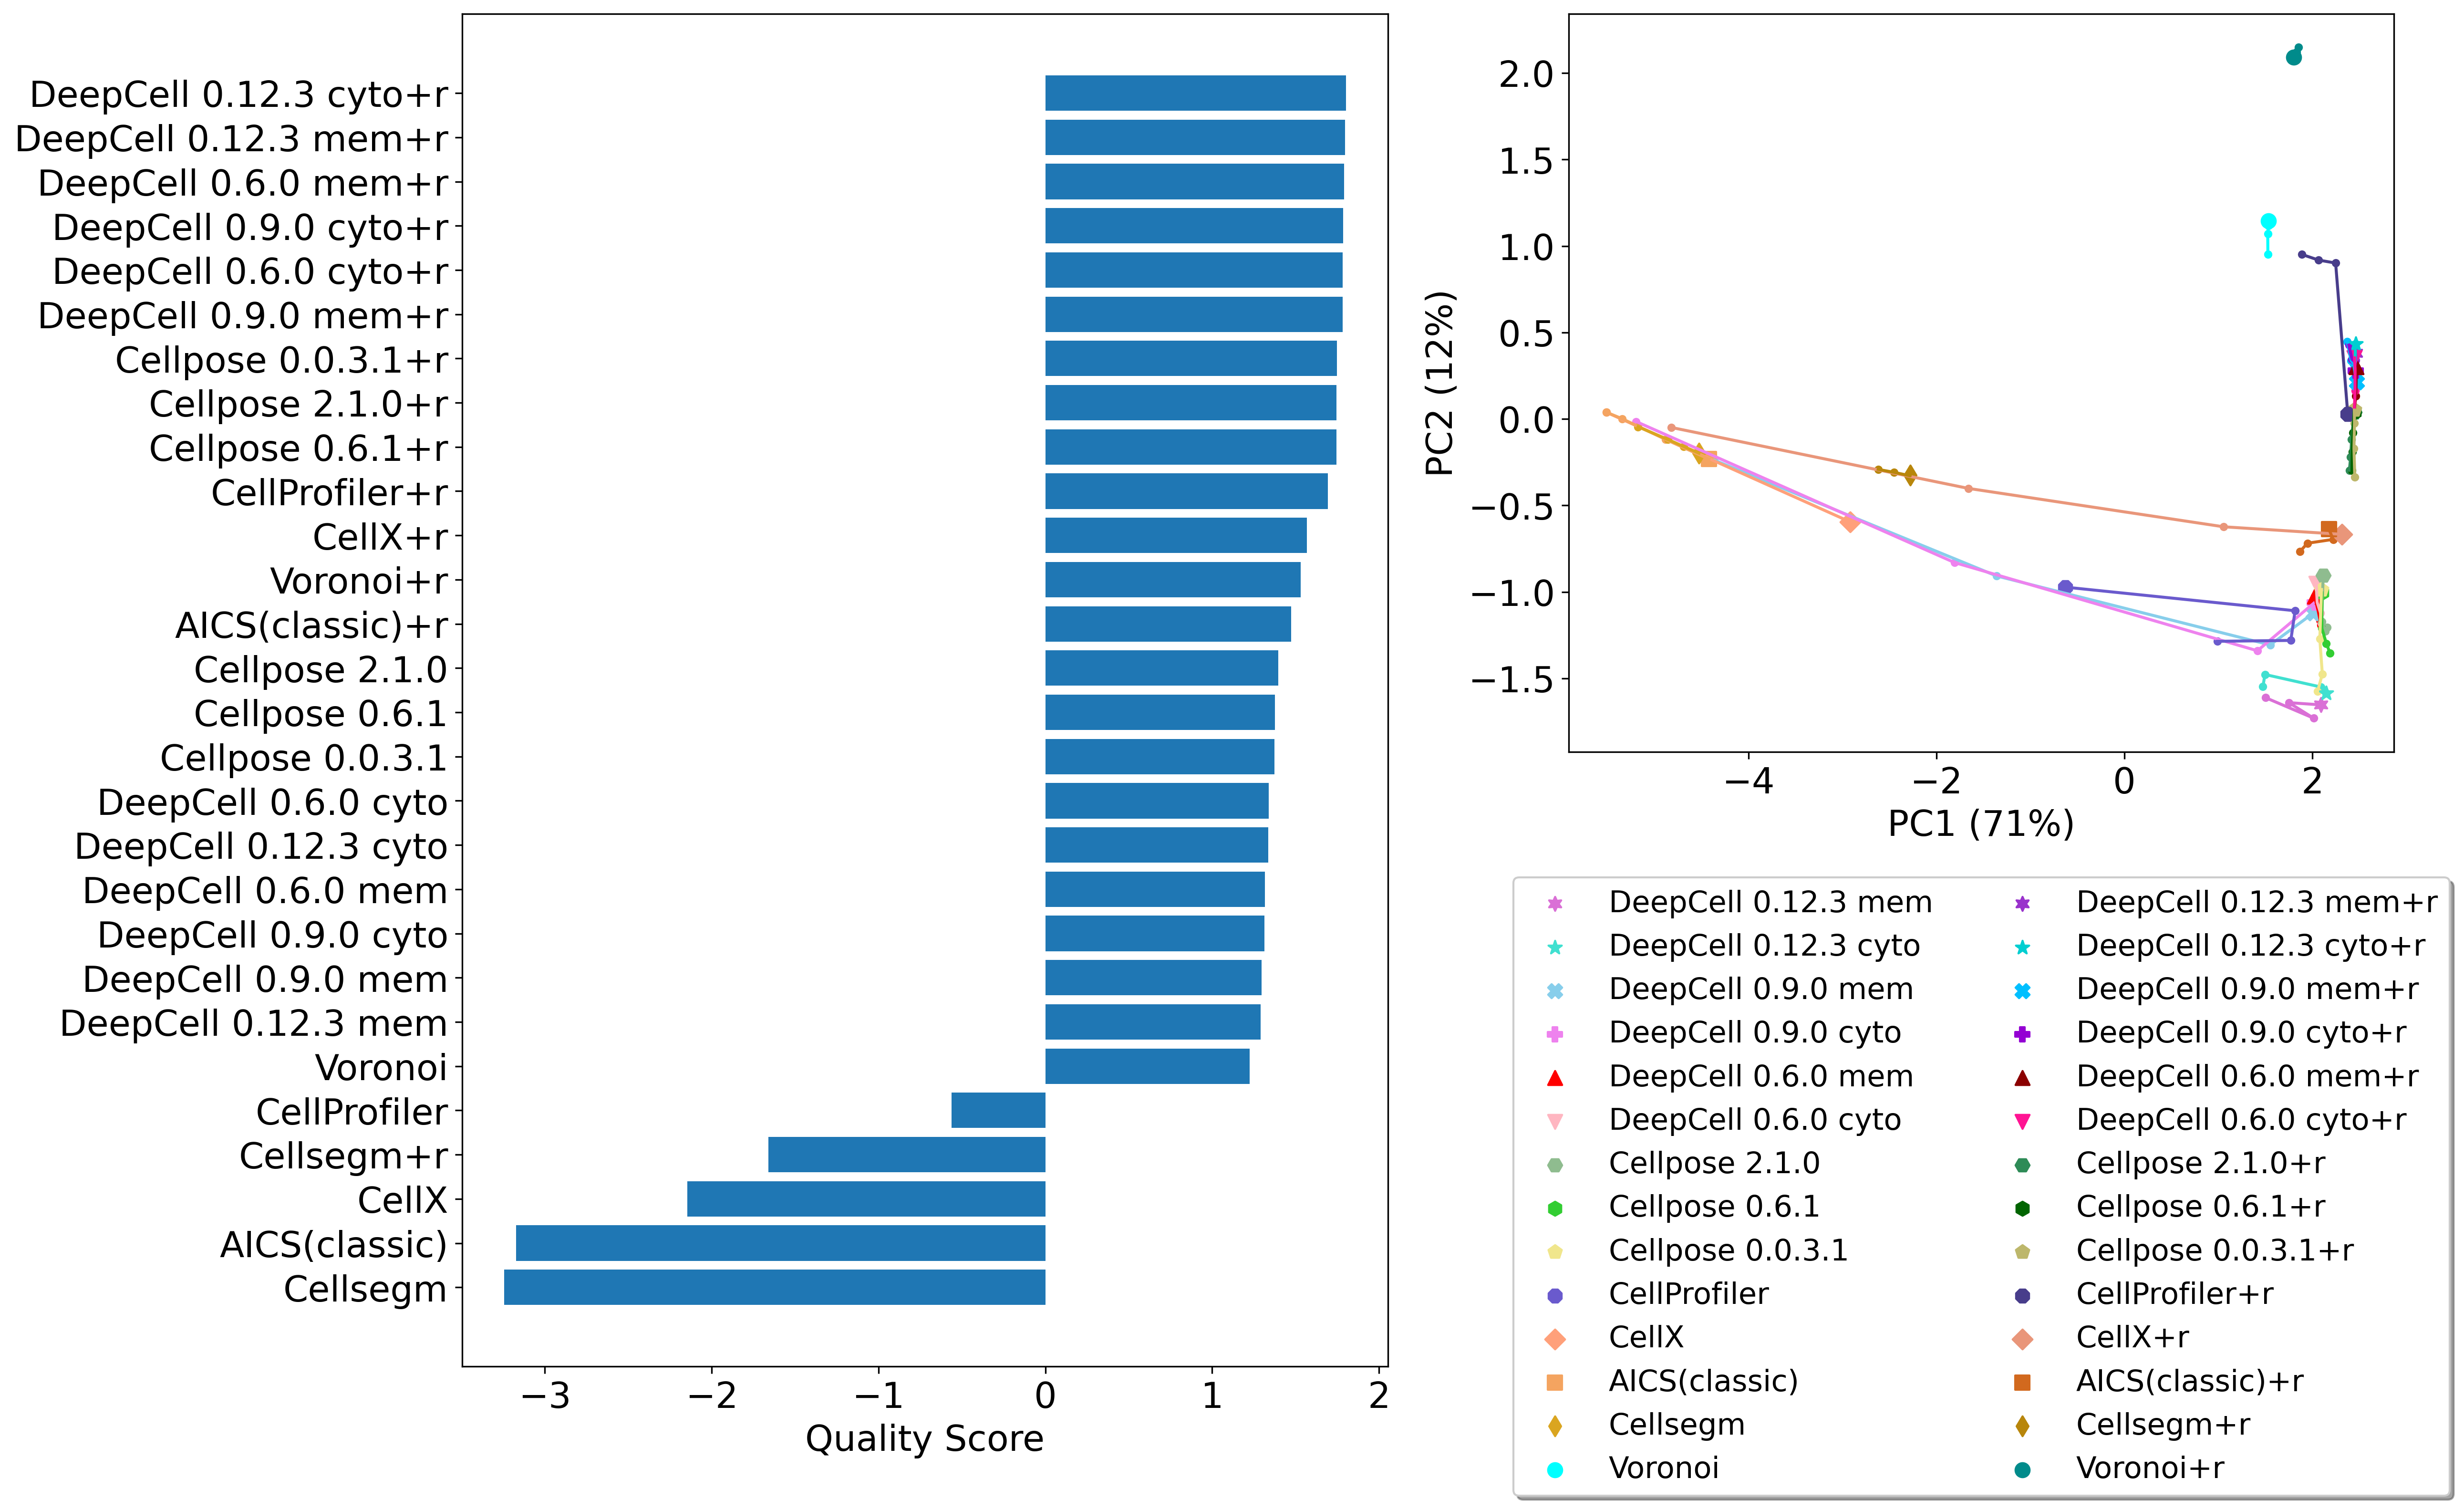 DeepCell 0.12.3 cyto+r
DeepCell 0.12.3 mem+r
DeepCell 0.6.0 mem+r
DeepCell 0.9.0 cyto+r
DeepCell 0.6.0 cyto+r
DeepCell 0.9.0 mem+r
Cellpose 0.0.3.1+r
Cellpose 2.1.0+r
Cellpose 0.6.1+r
CellProfiler+r
CellX+r
Voronoi+r
AICS(classic)+r
Cellpose 2.1.0
Cellpose 0.6.1
Cellpose 0.0.3.1
DeepCell 0.6.0 cyto
DeepCell 0.12.3 cyto
DeepCell 0.6.0 mem
DeepCell 0.9.0 cyto
DeepCell 0.9.0 mem
DeepCell 0.12.3 mem
Voronoi
CellProfiler
Cellsegm+r
CellX
AICS(classic)
Cellsegm
−3 −2 −1 0 1 2
Quality Score
PC2 (12%)
2.0
1.5
1.0
0.5
0.0
−0.5
−1.0
−1.5
−4 −2 0 2
PC1 (71%)
DeepCell 0.12.3 mem
DeepCell 0.12.3 cyto
DeepCell 0.9.0 mem
DeepCell 0.9.0 cyto
DeepCell 0.6.0 mem
DeepCell 0.6.0 cyto
Cellpose 2.1.0
Cellpose 0.6.1
Cellpose 0.0.3.1
CellProfiler
CellX
AICS(classic)
Cellsegm
Voronoi
DeepCell 0.12.3 mem+r
DeepCell 0.12.3 cyto+r
DeepCell 0.9.0 mem+r
DeepCell 0.9.0 cyto+r
DeepCell 0.6.0 mem+r
DeepCell 0.6.0 cyto+r
Cellpose 2.1.0+r
Cellpose 0.6.1+r
Cellpose 0.0.3.1+r
CellProfiler+r
CellX+r
AICS(classic)+r
Cellsegm+r
Voronoi+r